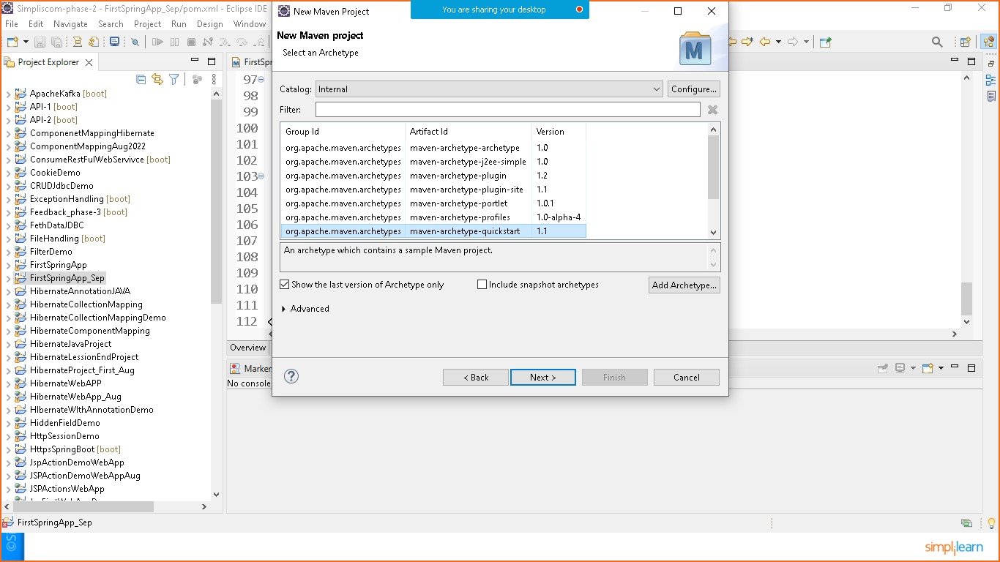 Simpliscom-phase-2 - FirstSpringApp_Sep/pom.xml - Eclipse IDE
New Maven Project
You are sharing your desktop
File Edit Navigate Search Project Run Design Window
New Maven project
Select an Archetype
M
Project Explorer
FirstSpr
Catalog: Internal Configure...
Filter:
Group Id Artifact Id Version
org.apache.maven.archetypes maven-archetype-archetype 1.0
org.apache.maven.archetypes maven-archetype-j2ee-simple 1.0
org.apache.maven.archetypes maven-archetype-plugin 1.2
org.apache.maven.archetypes maven-archetype-plugin-site 1.1
org.apache.maven.archetypes maven-archetype-portlet 1.0.1
org.apache.maven.archetypes maven-archetype-profiles 1.0-alpha-4
org.apache.maven.archetypes maven-archetype-quickstart 1.1
An archetype which contains a sample Maven project.
Show the last version of Archetype only
Include snapshot archetypes
Add Archetype...
Advanced
< Back
Next >
Finish
Cancel
ApacheKafka [boot]
API-1 [boot]
API-2 [boot]
ComponenetMappingHibernate
ComponentMappingAug2022
ConsumeRestFulWebServivce [boot]
CookieDemo
CRUDJdbcDemo
ExceptionHandling [boot]
Feedback_phase-3 [boot]
FethDataJDBC
FileHandling [boot]
FilterDemo
FirstSpringApp
FirstSpringApp_Sep
HibernateAnnotationJAVA
HibernateCollectionMapping
HibernateCollectionMappingDemo
HibernateComponentMapping
HibernateJavaProject
HibernateLessionEndProject
HibernateProject_First_Aug
HibernateWebAPP
HibernateWebApp_Aug
HIbernateWIthAnnotationDemo
HiddenFieldDemo
HttpSessionDemo
HttpsSpringBoot [boot]
JspActionDemoWebApp
JSPActionDemoWebAppAug
JSPActionsWebApp
97
98
99
100
101
102
103
104
105
106
107
108
109
110
111
112 <
Overview
Marker
No console
FirstSpringApp_Sep
©S
simplilearn